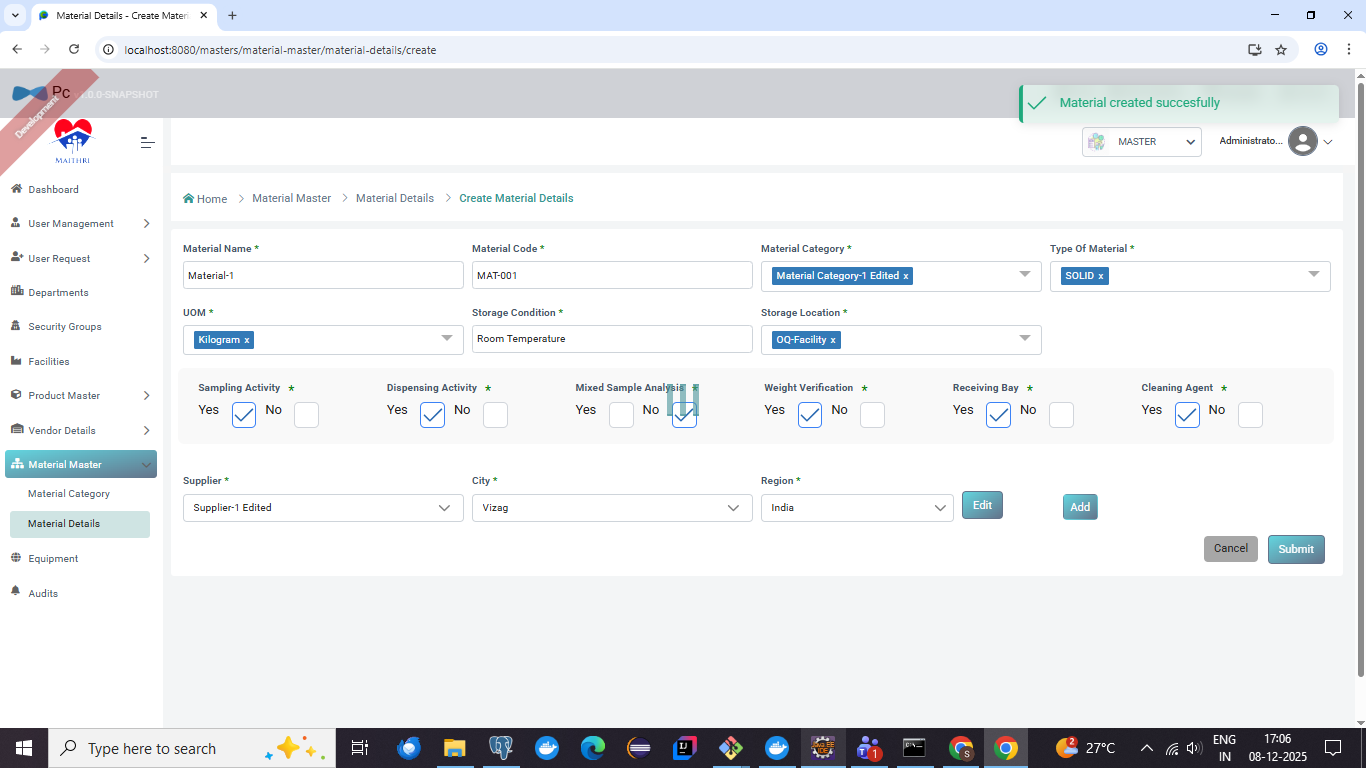 Material Details - Create Materi
localhost:8080/masters/material-master/material-details/create
Pc 1.0.0-SNAPSHOT
Development
MAITHRI
Material created succesfully
MASTER
Administrato...
Dashboard
User Management
User Request
Departments
Security Groups
Facilities
Product Master
Vendor Details
Material Master
Material Category
Material Details
Equipment
Audits
Home Material Master Material Details Create Material Details
Material Name * Material Code * Material Category * Type Of Material *
Material-1 MAT-001 Material Category-1 Edited x SOLID x
UOM * Storage Condition * Storage Location *
Kilogram x Room Temperature OQ-Facility x
Sampling Activity * Dispensing Activity * Mixed Sample Analysis * Weight Verification * Receiving Bay * Cleaning Agent *
Yes No Yes No Yes No Yes No Yes No Yes No
Supplier * City * Region *
Supplier-1 Edited Vizag India Edit Add
Cancel Submit
Type here to search
1
2
27°C
ENG
IN
17:06
08-12-2025